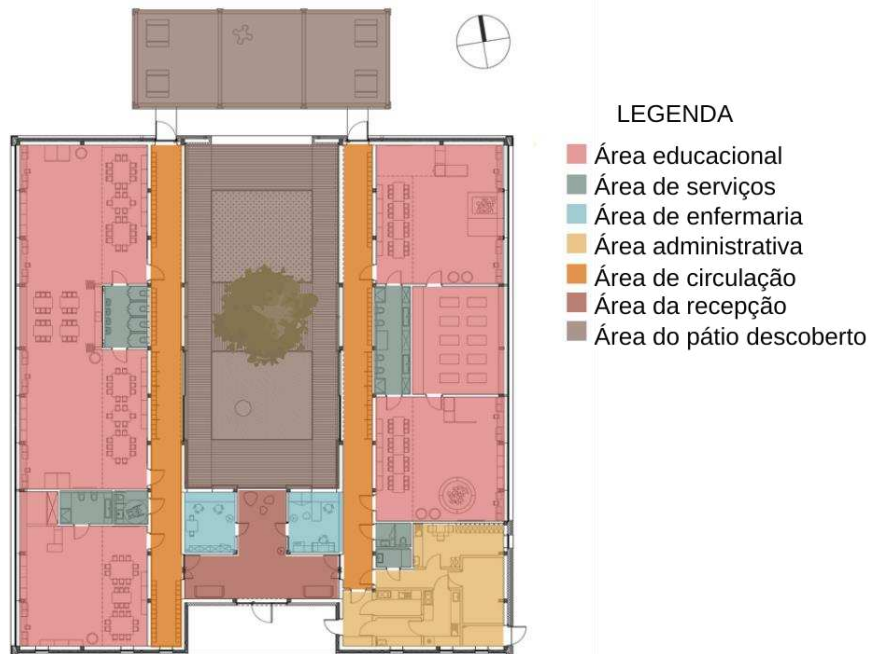 LEGENDA
Área educacional
Área de serviços
Área de enfermaria
Área administrativa
Área de circulação
Área da recepção
Área do pátio descoberto